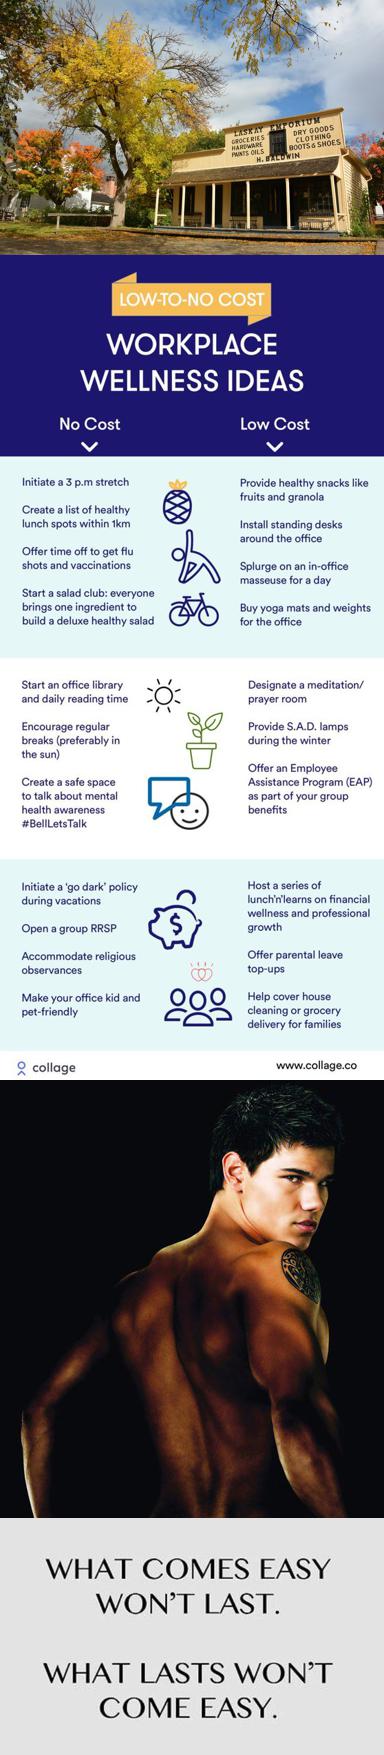 LASKAY EMPORIUM
GROCERIES
HARDWARE
PAINTS OILS
DRY GOODS
CLOTHING
BOOTS & SHOES
H. BALDWIN
LOW-TO-NO COST
WORKPLACE
WELLNESS IDEAS
No Cost
Low Cost
Initiate a 3 p.m stretch
Create a list of healthy
lunch spots within 1km
Offer time off to get flu
shots and vaccinations
Start a salad club: everyone
brings one ingredient to
build a deluxe healthy salad
Provide healthy snacks like
fruits and granola
Install standing desks
around the office
Splurge on an in-office
masseuse for a day
Buy yoga mats and weights
for the office
Start an office library
and daily reading time
Encourage regular
breaks (preferably in
the sun)
Create a safe space
to talk about mental
health awareness
#BellLetsTalk
Designate a meditation/
prayer room
Provide S.A.D. lamps
during the winter
Offer an Employee
Assistance Program (EAP)
as part of your group
benefits
Initiate a ‘go dark’ policy
during vacations
Open a group RRSP
Accommodate religious
observances
Make your office kid and
pet-friendly
$
Host a series of
lunch'n'learns on financial
wellness and professional
growth
Offer parental leave
top-ups
Help cover house
cleaning or grocery
delivery for families
collage
www.collage.co
WHAT COMES EASY
WON'T LAST.
WHAT LASTS WON'T
COME EASY.